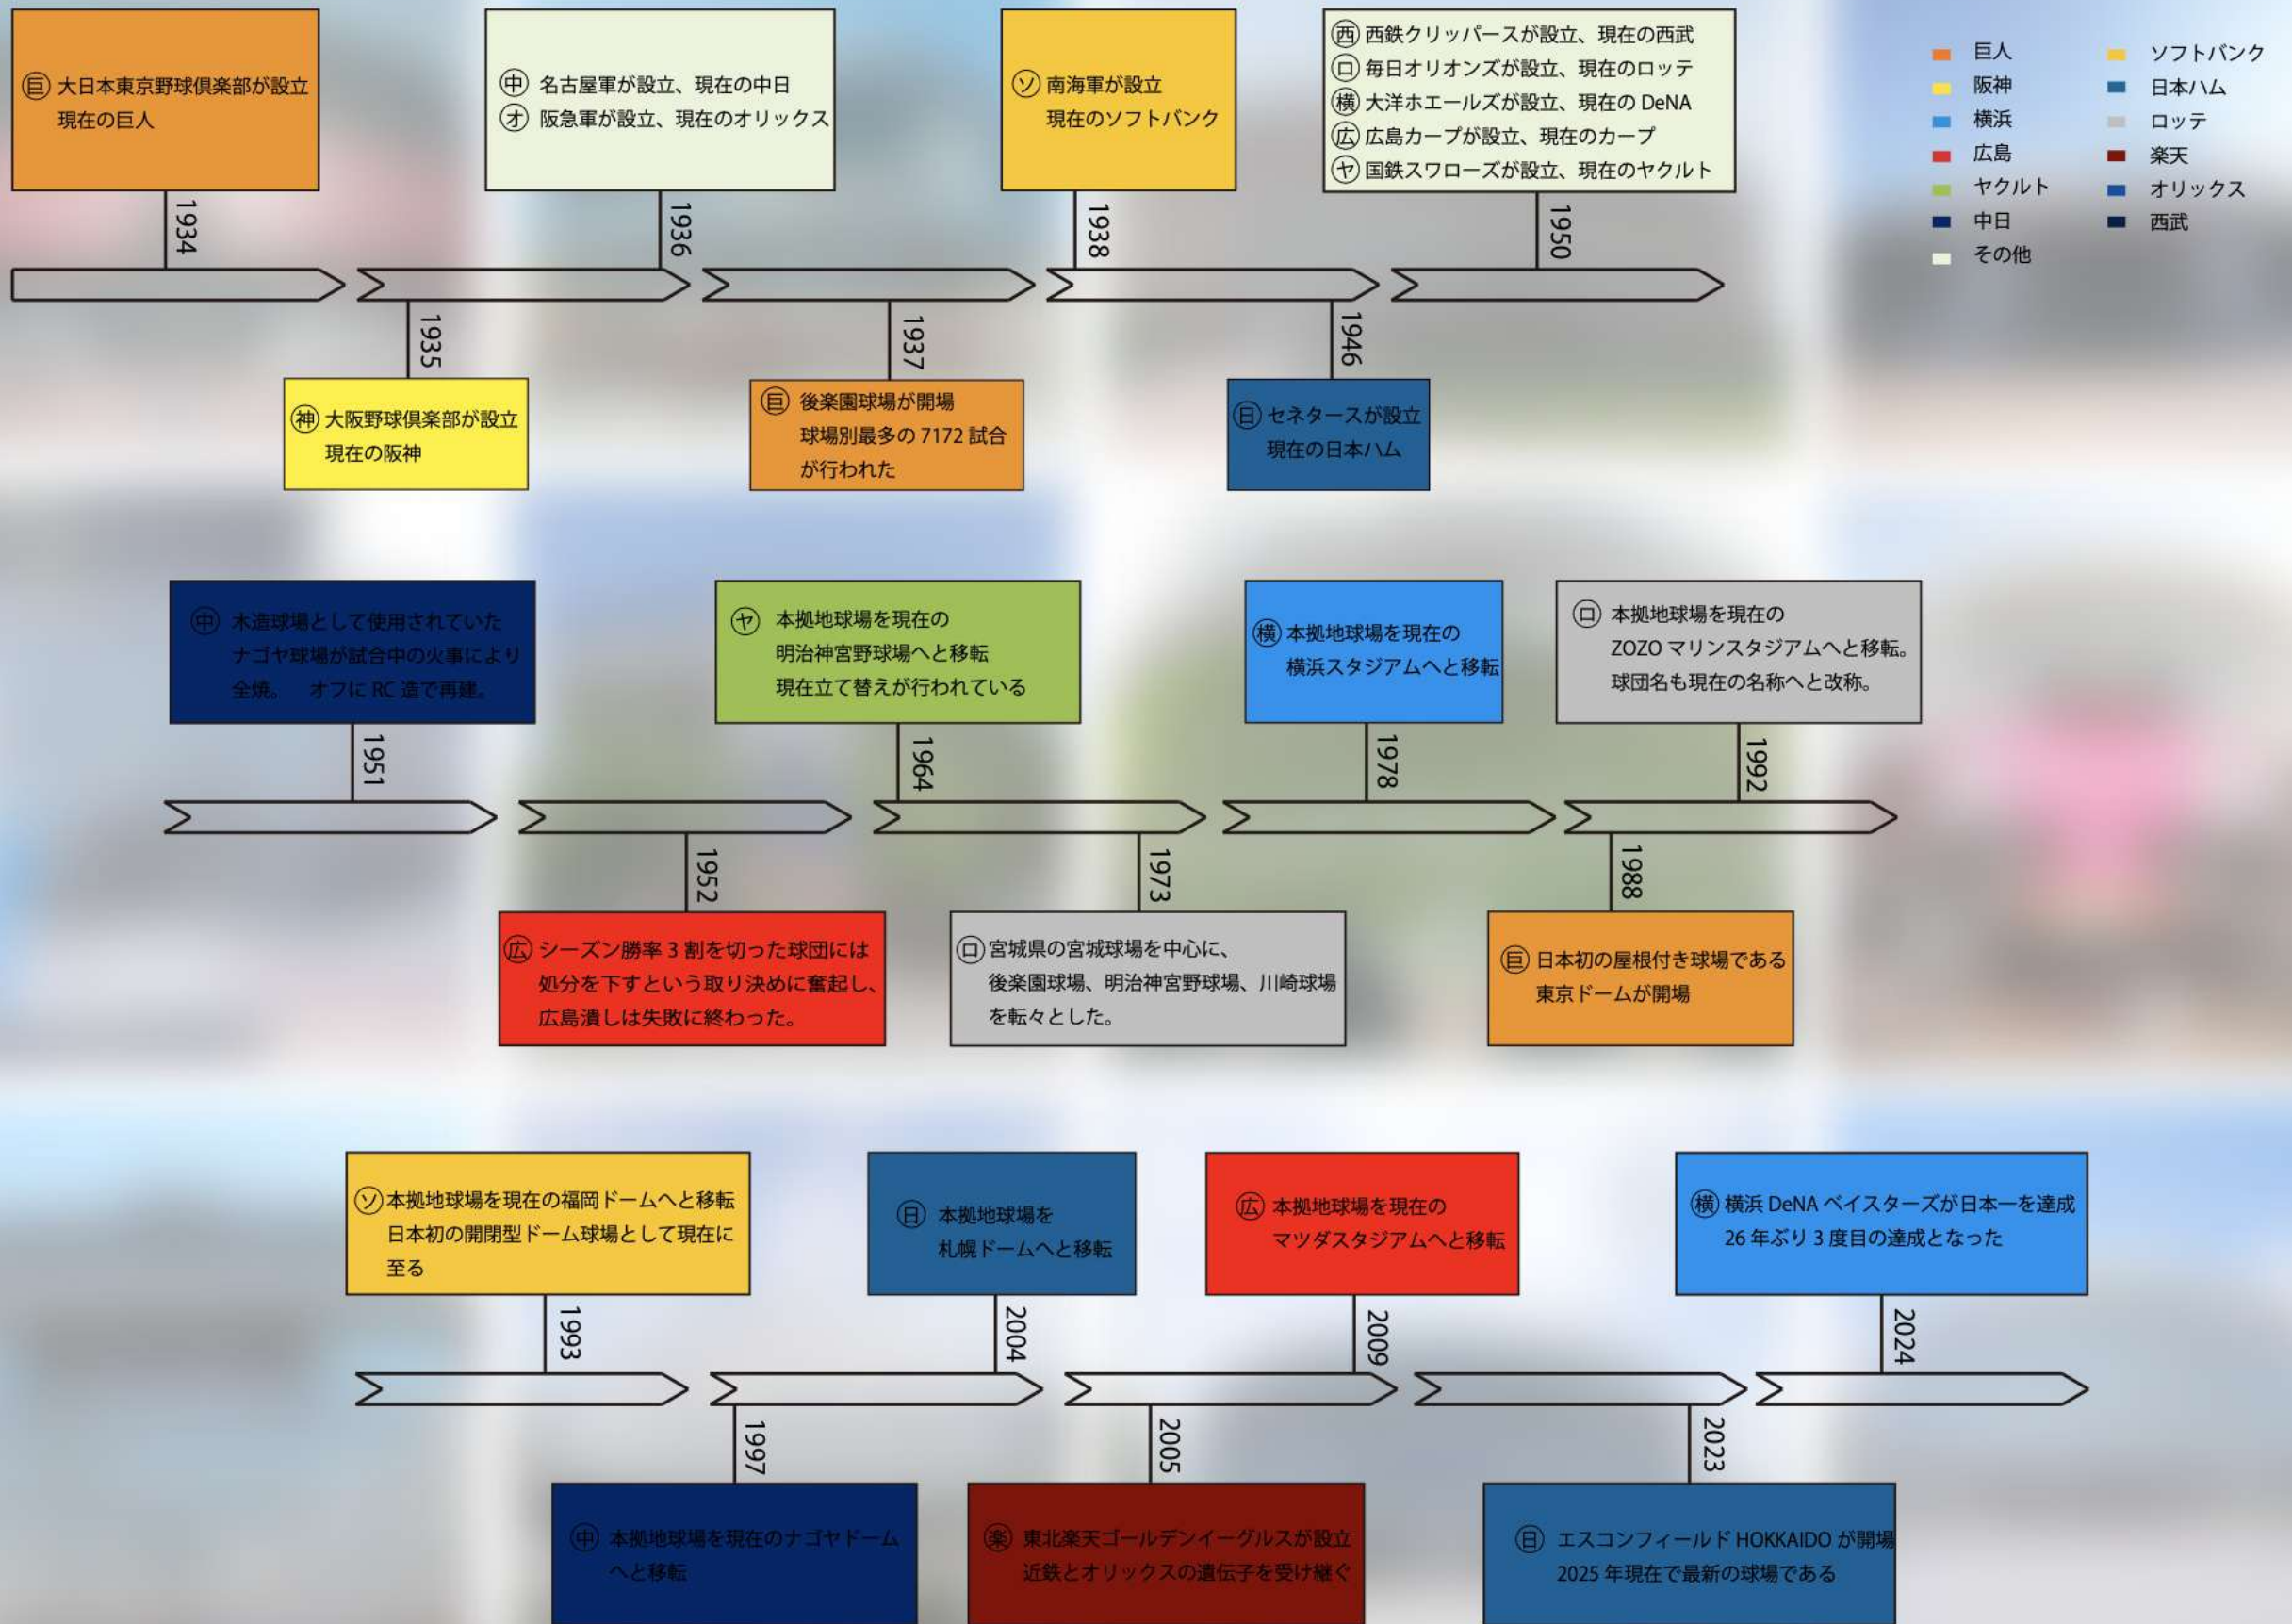 ㊣巨 大日本東京野球倶楽部が設立
現在の巨人
1934
神 大阪野球倶楽部が設立
現在の阪神
1935
中 名古屋軍が設立、現在の中日
オ 阪急軍が設立、現在のオリックス
1936
巨 後楽園球場が開場
球場別最多の 7172 試合
が行われた
1937
ソ 南海軍が設立
現在のソフトバンク
1938
日 セネタースが設立
現在の日本ハム
1946
西 西鉄クリッパースが設立、現在の西武
ロ 毎日オリオンズが設立、現在のロッテ
横 大洋ホエールズが設立、現在の DeNA
広 広島カープが設立、現在のカープ
ヤ 国鉄スワローズが設立、現在のヤクルト
1950
巨人
阪神
横浜
広島
ヤクルト
中日
その他
ソフトバンク
日本ハム
ロッテ
楽天
オリックス
西武
中 木造球場として使用されていた
ナゴヤ球場が試合中の火事により
全焼。 オフに RC 造で再建。
1951
広 シーズン勝率 3 割を切った球団には
処分を下すという取り決めに奮起し、
広島潰しは失敗に終わった。
1952
ヤ 本拠地球場を現在の
明治神宮野球場へと移転
現在立て替えが行われている
1964
ロ 宮城県の宮城球場を中心に、
後楽園球場、明治神宮野球場、川崎球場
を転々とした。
1973
横 本拠地球場を現在の
横浜スタジアムへと移転
1978
巨 日本初の屋根付き球場である
東京ドームが開場
1988
ロ 本拠地球場を現在の
ZOZO マリンスタジアムへと移転。
球団名も現在の名称へと改称。
1992
ソ 本拠地球場を現在の福岡ドームへと移転
日本初の開閉型ドーム球場として現在に
至る
1993
中 本拠地球場を現在のナゴヤドーム
へと移転
1997
日 本拠地球場を
札幌ドームへと移転
2004
楽 東北楽天ゴールデンイーグルスが設立
近鉄とオリックスの遺伝子を受け継ぐ
2005
広 本拠地球場を現在の
マツダスタジアムへと移転
2009
日 エスコンフィールド HOKKAIDO が開場
2025 年現在で最新の球場である
2023
横 横浜 DeNA ベイスターズが日本一を達成
26 年ぶり 3 度目の達成となった
2024